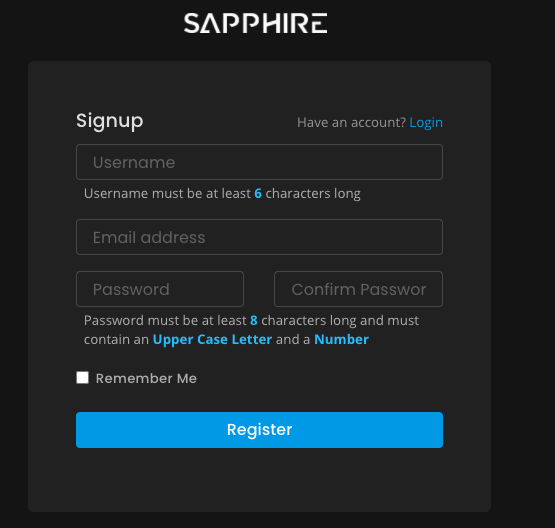 SAPPHIRE
Signup
Have an account? Login
Username
Username must be at least 6 characters long
Email address
Password
Confirm Passwor
Password must be at least 8 characters long and must
contain an Upper Case Letter and a Number
Remember Me
Register